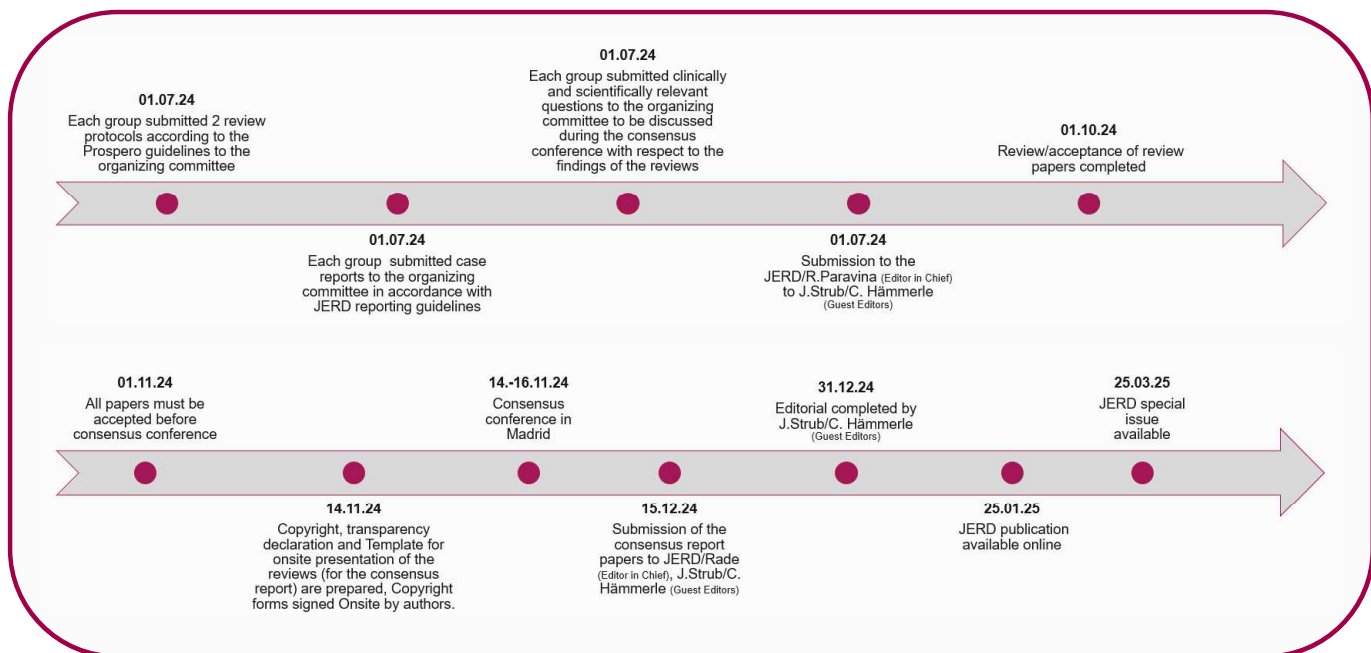 01.07.24
Each group submitted 2 review
protocols according to the
Prospero guidelines to the
organizing committee
01.07.24
Each group submitted case
reports to the organizing
committee in accordance with
JERD reporting guidelines
01.07.24
Each group submitted clinically
and scientifically relevant
questions to the organizing
committee to be discussed
during the consensus
conference with respect to the
findings of the reviews
01.07.24
Submission to the
JERD/R.Paravina (Editor in Chief)
to J.Strub/C. Hämmerle
(Guest Editors)
01.10.24
Review/acceptance of review
papers completed
01.11.24
All papers must be
accepted before
consensus conference
14.11.24
Copyright, transparency
declaration and Template for
onsite presentation of the
reviews (for the consensus
report) are prepared, Copyright
forms signed Onsite by authors.
14.-16.11.24
Consensus
conference in
Madrid
15.12.24
Submission of the
consensus report
papers to JERD/Rade
(Editor in Chief), J.Strub/C.
Hämmerle (Guest Editors)
31.12.24
Editorial completed by
J.Strub/C. Hämmerle
(Guest Editors)
25.01.25
JERD publication
available online
25.03.25
JERD special
issue
available